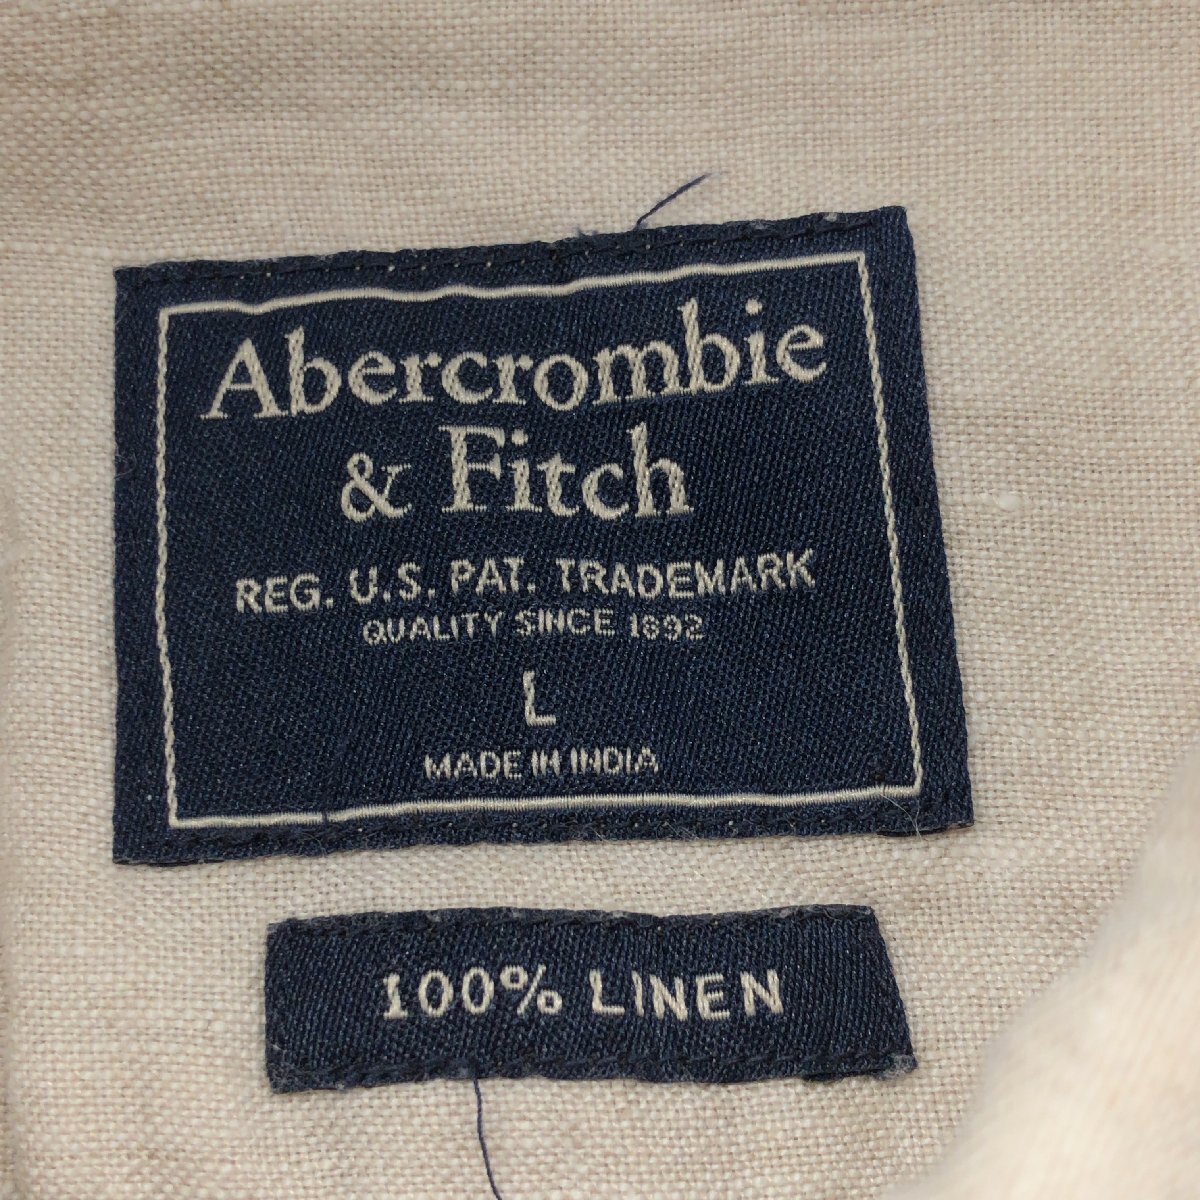 Abercrombie
& Fitch
REG. U.S. PAT. TRADEMARK
QUALITY SINCE 1892
L
MADE IN INDIA
100% LINEN